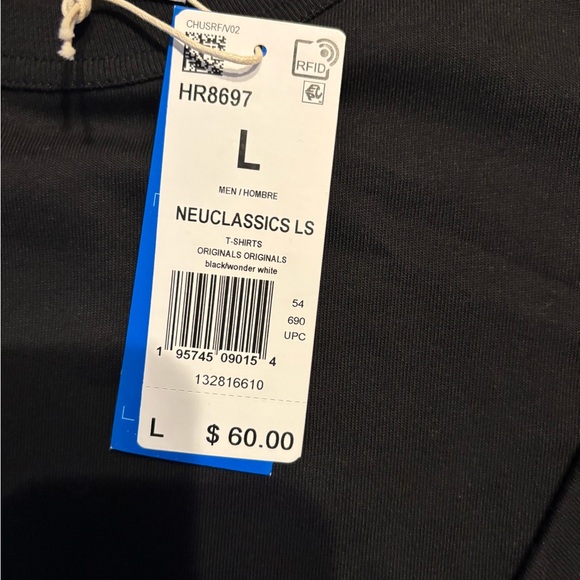 CHUSRF/V02
RFID
HR8697
L
MEN / HOMBRE
NEUCLASSICS LS
T-SHIRTS
ORIGINALS ORIGINALS
black/wonder white
54
690
UPC
1 95745 09015 4
132816610
L $ 60.00